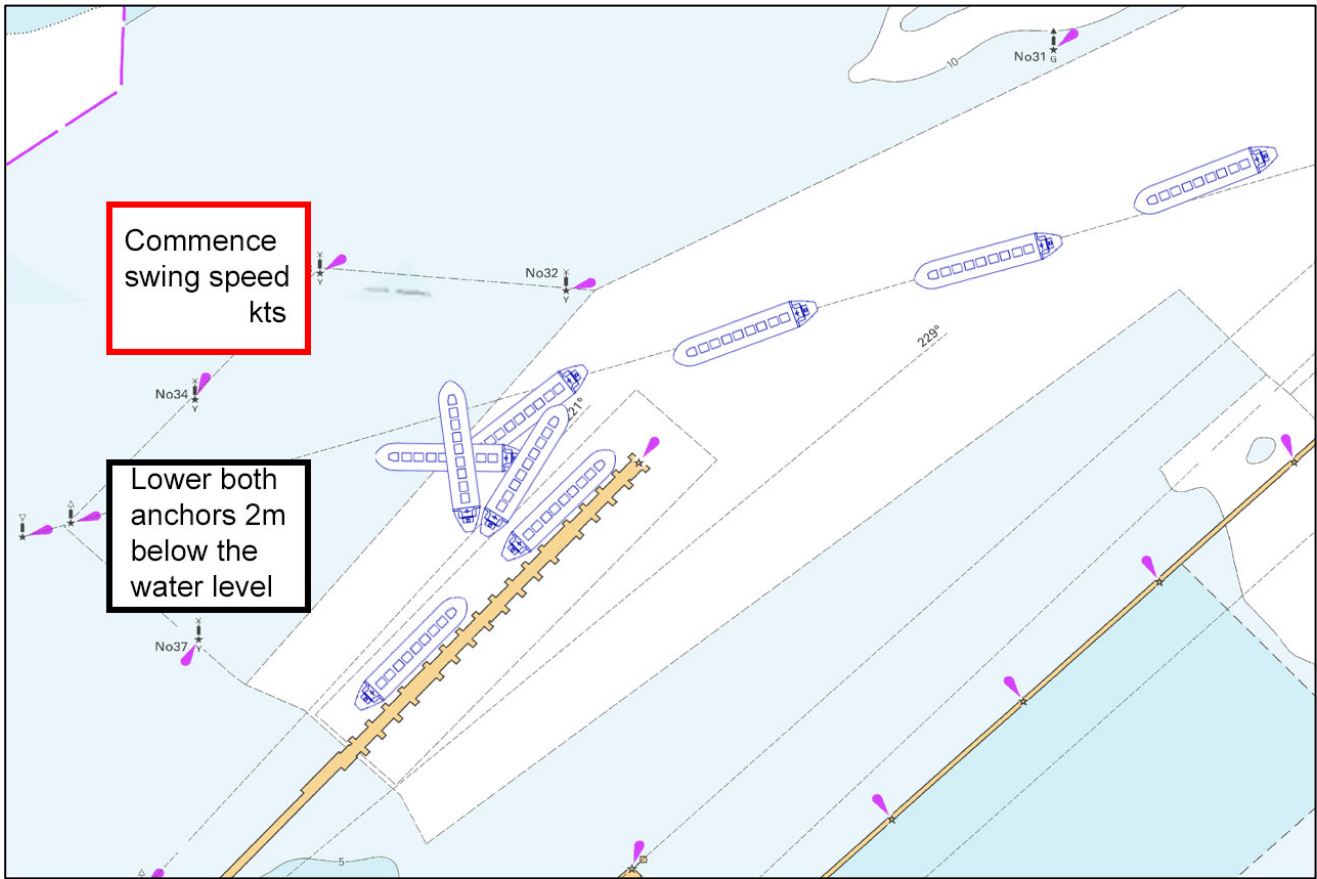 No31
G
10
Commence
swing speed
kts
Y
No32
Y
229°
No34
Y
221°
Lower both
anchors 2m
below the
water level
No37
Y
5